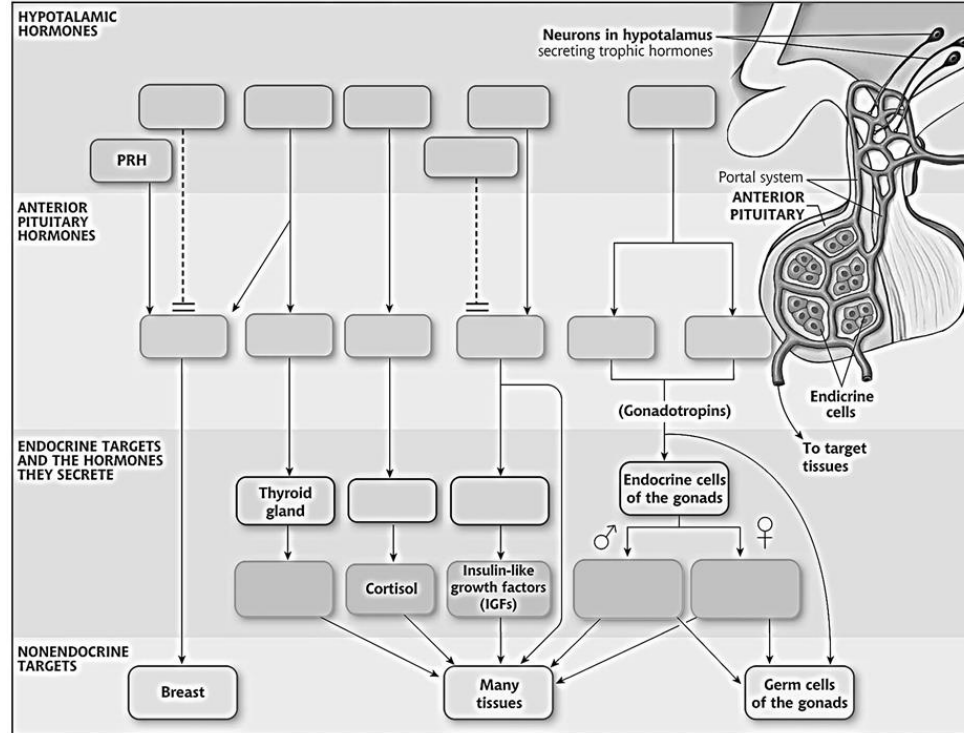 HYPOTALAMIC
HORMONES
Neurons in hypotalamus
secreting trophic hormones
PRH
Portal system
ANTERIOR
PITUITARY
ANTERIOR
PITUITARY
HORMONES
Endicrine
cells
(Gonadotropins)
To target
tissues
ENDOCRINE TARGETS
AND THE HORMONES
THEY SECRETE
Thyroid
gland
Endocrine cells
of the gonads
♂
♀
Cortisol
Insulin-like
growth factors
(IGFs)
NONENDOCRINE
TARGETS
Breast
Many
tissues
Germ cells
of the gonads